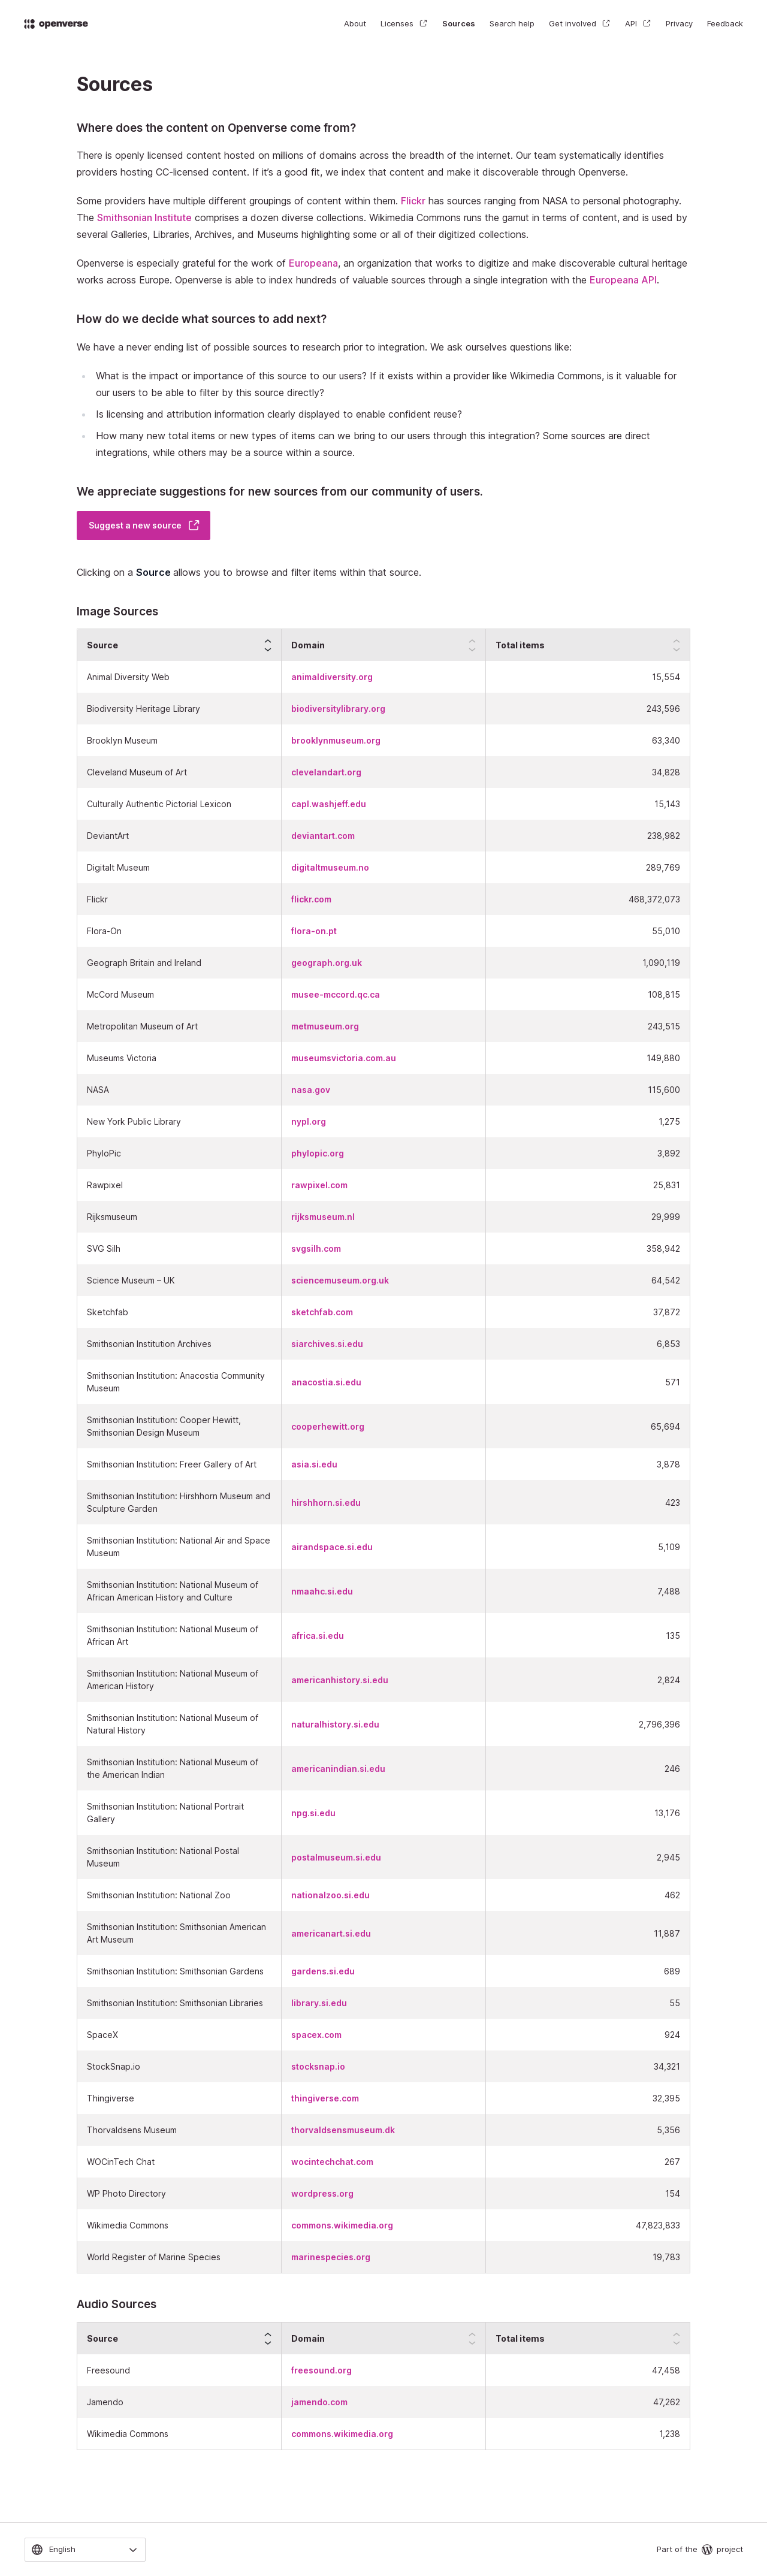 openverse
About
Licenses
Sources
Search help
Get involved
API
Privacy
Feedback
Sources
Where does the content on Openverse come from?
There is openly licensed content hosted on millions of domains across the breadth of the internet. Our team systematically identifies
providers hosting CC-licensed content. If it’s a good fit, we index that content and make it discoverable through Openverse.
Some providers have multiple different groupings of content within them. Flickr has sources ranging from NASA to personal photography.
The Smithsonian Institute comprises a dozen diverse collections. Wikimedia Commons runs the gamut in terms of content, and is used by
several Galleries, Libraries, Archives, and Museums highlighting some or all of their digitized collections.
Openverse is especially grateful for the work of Europeana, an organization that works to digitize and make discoverable cultural heritage
works across Europe. Openverse is able to index hundreds of valuable sources through a single integration with the Europeana API.
How do we decide what sources to add next?
We have a never ending list of possible sources to research prior to integration. We ask ourselves questions like:
What is the impact or importance of this source to our users? If it exists within a provider like Wikimedia Commons, is it valuable for
our users to be able to filter by this source directly?
Is licensing and attribution information clearly displayed to enable confident reuse?
How many new total items or new types of items can we bring to our users through this integration? Some sources are direct
integrations, while others may be a source within a source.
We appreciate suggestions for new sources from our community of users.
Suggest a new source
Clicking on a Source allows you to browse and filter items within that source.
Image Sources
Source Domain Total items
Animal Diversity Web animaldiversity.org 15,554
Biodiversity Heritage Library biodiversitylibrary.org 243,596
Brooklyn Museum brooklynmuseum.org 63,340
Cleveland Museum of Art clevelandart.org 34,828
Culturally Authentic Pictorial Lexicon capl.washjeff.edu 15,143
DeviantArt deviantart.com 238,982
Digitalt Museum digitaltmuseum.no 289,769
Flickr flickr.com 468,372,073
Flora-On flora-on.pt 55,010
Geograph Britain and Ireland geograph.org.uk 1,090,119
McCord Museum musee-mccord.qc.ca 108,815
Metropolitan Museum of Art metmuseum.org 243,515
Museums Victoria museumsvictoria.com.au 149,880
NASA nasa.gov 115,600
New York Public Library nypl.org 1,275
PhyloPic phylopic.org 3,892
Rawpixel rawpixel.com 25,831
Rijksmuseum rijksmuseum.nl 29,999
SVG Silh svgsilh.com 358,942
Science Museum – UK sciencemuseum.org.uk 64,542
Sketchfab sketchfab.com 37,872
Smithsonian Institution Archives siarchives.si.edu 6,853
Smithsonian Institution: Anacostia Community
Museum
anacostia.si.edu 571
Smithsonian Institution: Cooper Hewitt,
Smithsonian Design Museum
cooperhewitt.org 65,694
Smithsonian Institution: Freer Gallery of Art asia.si.edu 3,878
Smithsonian Institution: Hirshhorn Museum and
Sculpture Garden
hirshhorn.si.edu 423
Smithsonian Institution: National Air and Space
Museum
airandspace.si.edu 5,109
Smithsonian Institution: National Museum of
African American History and Culture
nmaahc.si.edu 7,488
Smithsonian Institution: National Museum of
African Art
africa.si.edu 135
Smithsonian Institution: National Museum of
American History
americanhistory.si.edu 2,824
Smithsonian Institution: National Museum of
Natural History
naturalhistory.si.edu 2,796,396
Smithsonian Institution: National Museum of
the American Indian
americanindian.si.edu 246
Smithsonian Institution: National Portrait
Gallery
npg.si.edu 13,176
Smithsonian Institution: National Postal
Museum
postalmuseum.si.edu 2,945
Smithsonian Institution: National Zoo nationalzoo.si.edu 462
Smithsonian Institution: Smithsonian American
Art Museum
americanart.si.edu 11,887
Smithsonian Institution: Smithsonian Gardens gardens.si.edu 689
Smithsonian Institution: Smithsonian Libraries library.si.edu 55
SpaceX spacex.com 924
StockSnap.io stocksnap.io 34,321
Thingiverse thingiverse.com 32,395
Thorvaldsens Museum thorvaldsensmuseum.dk 5,356
WOCinTech Chat wocintechchat.com 267
WP Photo Directory wordpress.org 154
Wikimedia Commons commons.wikimedia.org 47,823,833
World Register of Marine Species marinespecies.org 19,783
Audio Sources
Source Domain Total items
Freesound freesound.org 47,458
Jamendo jamendo.com 47,262
Wikimedia Commons commons.wikimedia.org 1,238
English
Part of the project